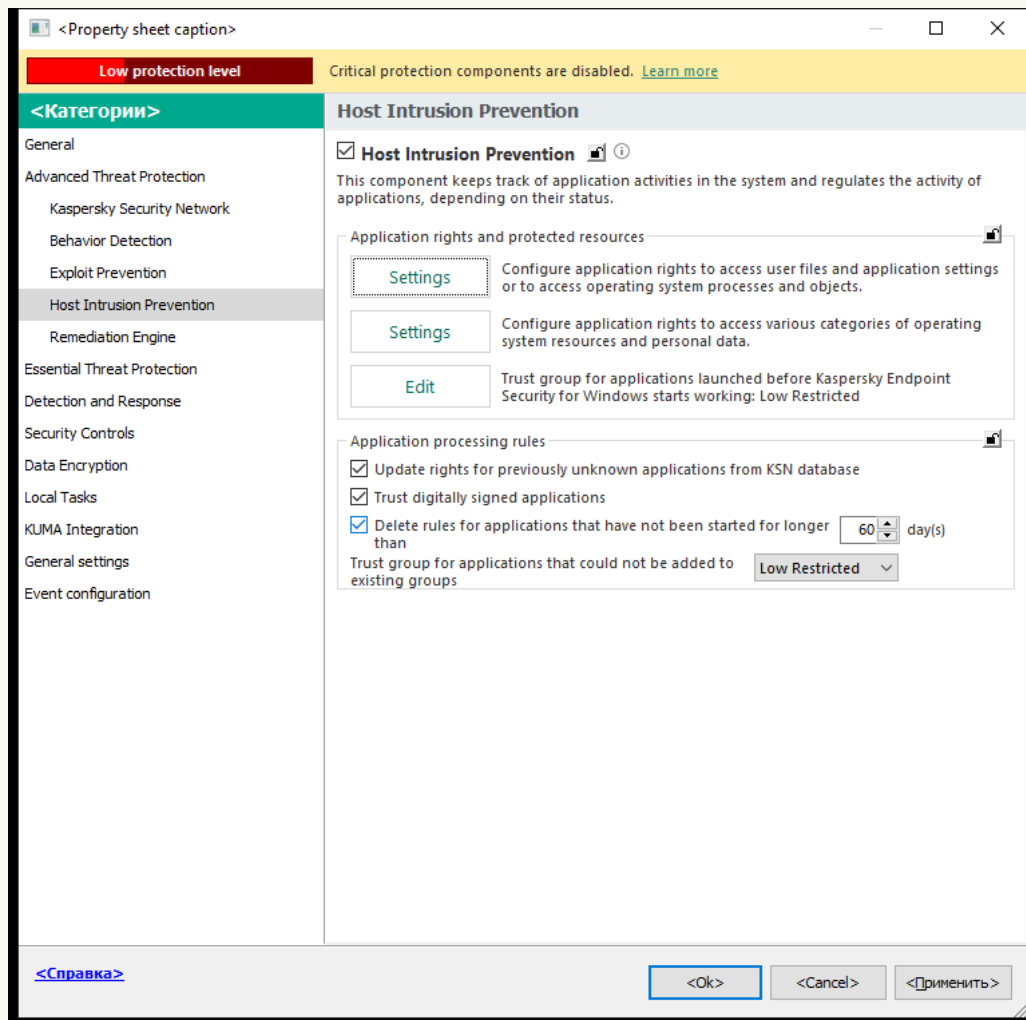 <Property sheet caption>
Low protection level
Critical protection components are disabled. Learn more
<Категории>
General
Advanced Threat Protection
Kaspersky Security Network
Behavior Detection
Exploit Prevention
Host Intrusion Prevention
Remediation Engine
Essential Threat Protection
Detection and Response
Security Controls
Data Encryption
Local Tasks
KUMA Integration
General settings
Event configuration
Host Intrusion Prevention
Host Intrusion Prevention
This component keeps track of application activities in the system and regulates the activity of
applications, depending on their status.
Application rights and protected resources
Settings
Configure application rights to access user files and application settings
or to access operating system processes and objects.
Settings
Configure application rights to access various categories of operating
system resources and personal data.
Edit
Trust group for applications launched before Kaspersky Endpoint
Security for Windows starts working: Low Restricted
Application processing rules
Update rights for previously unknown applications from KSN database
Trust digitally signed applications
Delete rules for applications that have not been started for longer
than
60
day(s)
Trust group for applications that could not be added to
existing groups
Low Restricted
<Справка>
<Ok>
<Cancel>
<Применить>